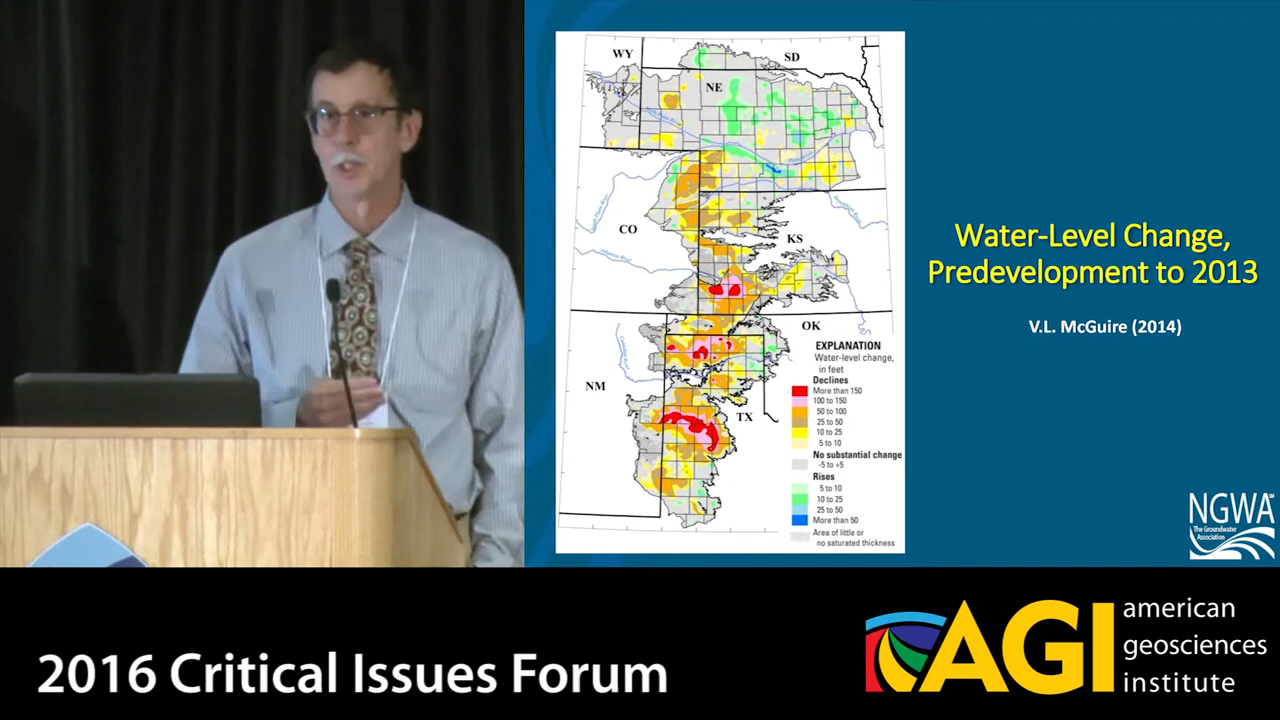 WY
SD
NE
CO
KS
OK
NM
TX
EXPLANATION
Water-level change,
in feet
Declines
More than 150
100 to 150
50 to 100
25 to 50
10 to 25
5 to 10
No substantial change
-5 to +5
Rises
5 to 10
10 to 25
25 to 50
More than 50
Area of little or
no saturated thickness
Water-Level Change,
Predevelopment to 2013
V.L. McGuire (2014)
NGWA
The Groundwater
Association
2016 Critical Issues Forum
AGI
american
geosciences
institute